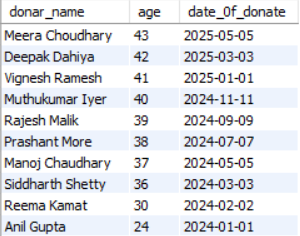 donar_name age date_0f_donate
Meera Choudhary 43 2025-05-05
Deepak Dahiya 42 2025-03-03
Vignesh Ramesh 41 2025-01-01
Muthukumar Iyer 40 2024-11-11
Rajesh Malik 39 2024-09-09
Prashant More 38 2024-07-07
Manoj Chaudhary 37 2024-05-05
Siddharth Shetty 36 2024-03-03
Reema Kamat 30 2024-02-02
Anil Gupta 24 2024-01-01